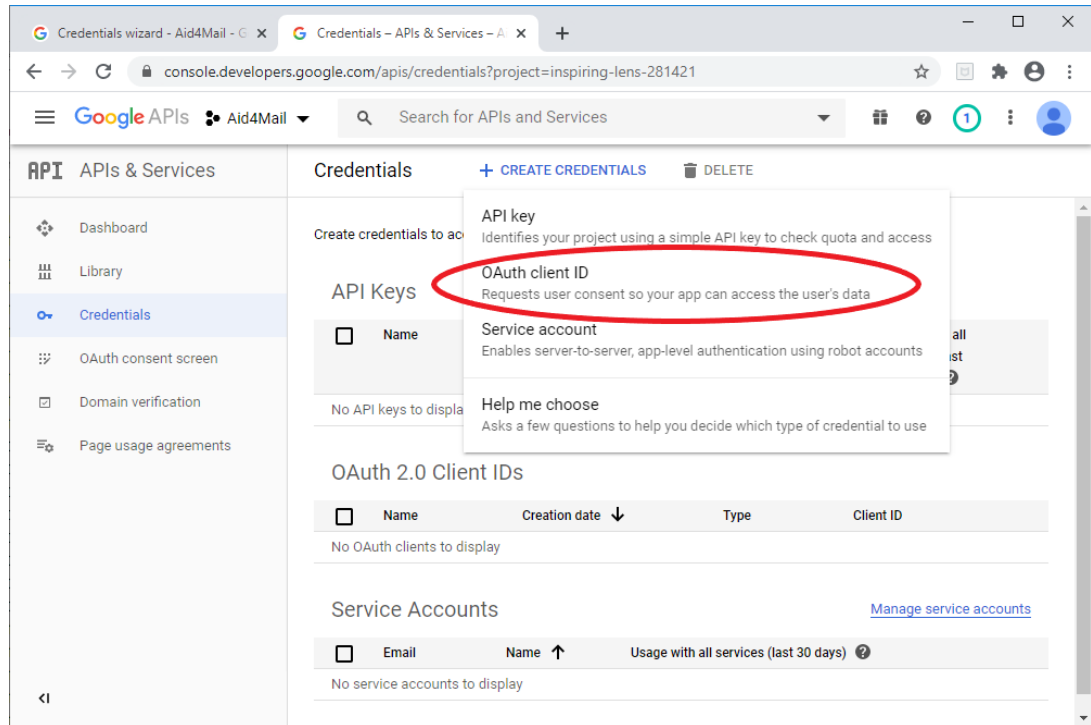 Credentials wizard - Aid4Mail - G
Credentials – APIs & Services – A
console.developers.google.com/apis/credentials?project=inspiring-lens-281421
Google APIs
Aid4Mail
Search for APIs and Services
1
API APIs & Services
Credentials
CREATE CREDENTIALS
DELETE
Dashboard
Library
Credentials
OAuth consent screen
Domain verification
Page usage agreements
Create credentials to ac
API key
Identifies your project using a simple API key to check quota and access
OAuth client ID
Requests user consent so your app can access the user's data
Service account
Enables server-to-server, app-level authentication using robot accounts
Help me choose
Asks a few questions to help you decide which type of credential to use
API Keys
Name
all
No API keys to displa
OAuth 2.0 Client IDs
Name Creation date Type Client ID
No OAuth clients to display
Service Accounts
Manage service accounts
Email Name Usage with all services (last 30 days)
No service accounts to display